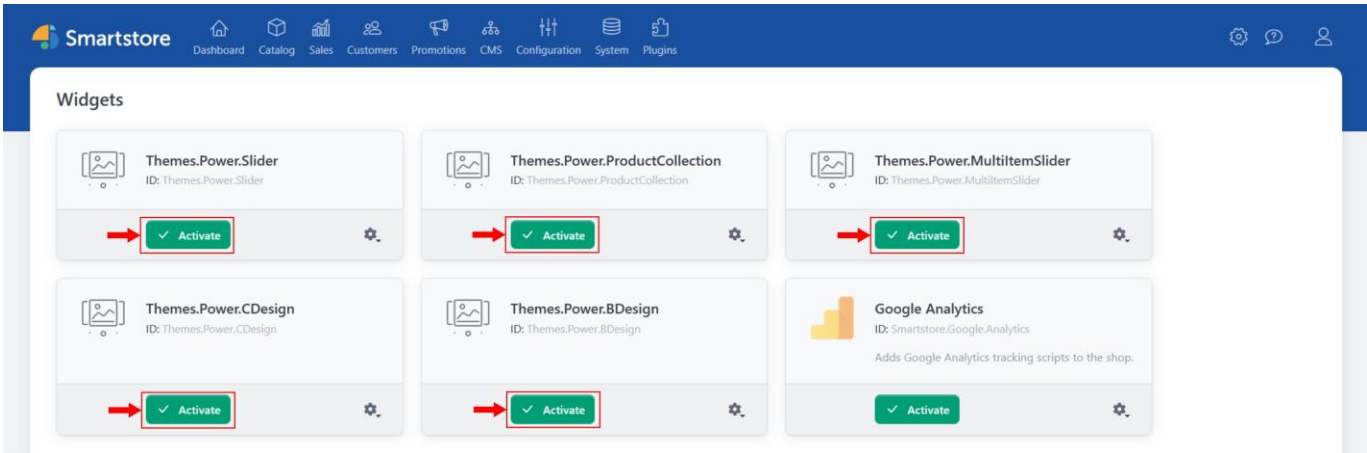 Smartstore
Dashboard Catalog Sales Customers Promotions CMS Configuration System Plugins
Widgets
Themes.Power.Slider
ID: Themes.Power.Slider
Activate
Themes.Power.ProductCollection
ID: Themes.Power.ProductCollection
Activate
Themes.Power.MultiItemSlider
ID: Themes.Power.MultiItemSlider
Activate
Themes.Power.CDesign
ID: Themes.Power.CDesign
Activate
Themes.Power.BDesign
ID: Themes.Power.BDesign
Activate
Google Analytics
ID: Smartstore.Google.Analytics
Adds Google Analytics tracking scripts to the shop.
Activate